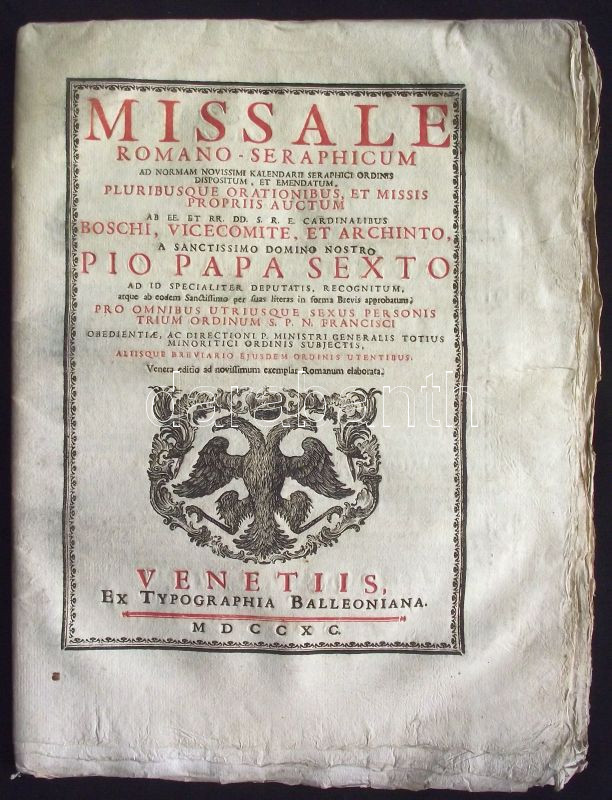 MISSALE
ROMANO-SERAPHICUM
AD NORMAM NOVISSIMI KALENDARII SERAPHICI ORDINIS
DISPOSITUM, ET EMENDATUM,
PLURIBUSQUE ORATIONIBUS, ET MISSIS
PROPRIIS AUCTUM
AB EE. ET RR. DD. S. R. E. CARDINALIBUS
BOSCHI, VICECOMITE, ET ARCHINTO,
A SANCTISSIMO DOMINO NOSTRO
PIO PAPA SEXTO
AD ID SPECIALITER DEPUTATIS, RECOGNITUM,
atque ab eodem Sanctissimo per suas literas in forma Brevis approbatum;
PRO OMNIBUS UTRIUSQUE SEXUS PERSONIS
TRIUM ORDINUM S. P. N. FRANCISCI
OBEDIENTIÆ, AC DIRECTIONI P. MINISTRI GENERALIS TOTIUS
MINORITICI ORDINIS SUBJECTIS,
ALIISQUE BREVIARIO EJUSDEM ORDINIS UTENTIBUS.
Veneta editio ad novissimum exemplar Romanum elaborata.
darabanth
VENETIIS,
EX TYPOGRAPHIA BALLEONIANA.
MDCCXC.